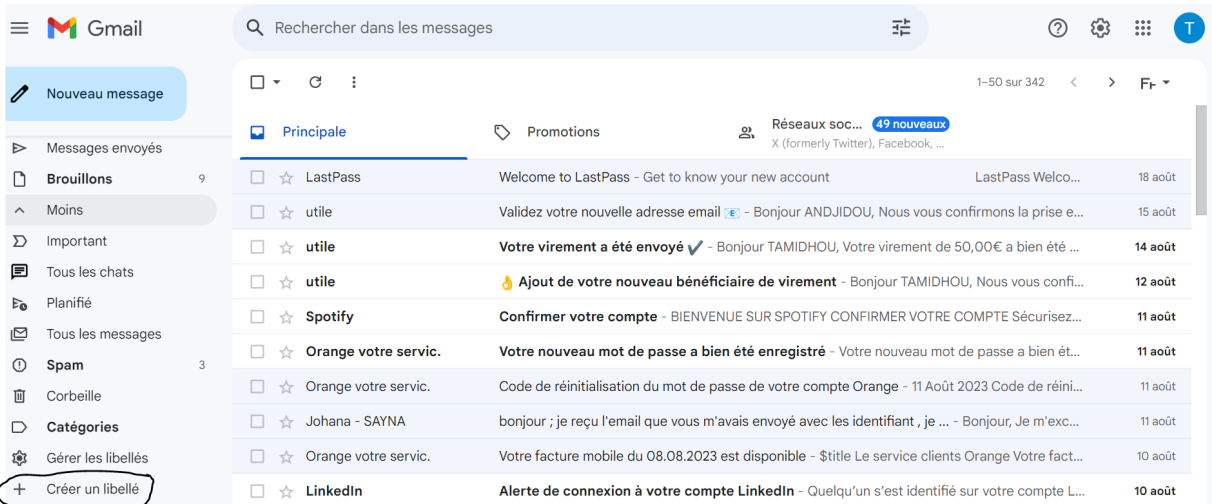 Gmail
Rechercher dans les messages
T
Nouveau message
1–50 sur 342
Principale
Promotions
Réseaux soc... 49 nouveaux
X (formerly Twitter), Facebook, ...
Messages envoyés
Brouillons 9
Moins
Important
Tous les chats
Planifié
Tous les messages
Spam 3
Corbeille
Catégories
Gérer les libellés
Créer un libellé
LastPass Welcome to LastPass - Get to know your new account LastPass Welco... 18 août
utile Validez votre nouvelle adresse email 📧 - Bonjour ANDJIDOU, Nous vous confirmons la prise e... 15 août
utile Votre virement a été envoyé ✔ - Bonjour TAMIDHOU, Votre virement de 50,00€ a bien été ... 14 août
utile 👌 Ajout de votre nouveau bénéficiaire de virement - Bonjour TAMIDHOU, Nous vous confi... 12 août
Spotify Confirmer votre compte - BIENVENUE SUR SPOTIFY CONFIRMER VOTRE COMPTE Sécurisez... 11 août
Orange votre servic. Votre nouveau mot de passe a bien été enregistré - Votre nouveau mot de passe a bien ét... 11 août
Orange votre servic. Code de réinitialisation du mot de passe de votre compte Orange - 11 Août 2023 Code de réini... 11 août
Johana - SAYNA bonjour ; je reçu l'email que vous m'avais envoyé avec les identifiant , je ... - Bonjour, Je m'exc... 11 août
Orange votre servic. Votre facture mobile du 08.08.2023 est disponible - $title Le service clients Orange Votre fact... 10 août
LinkedIn Alerte de connexion à votre compte LinkedIn - Quelqu'un s'est identifié sur votre compte L... 10 août